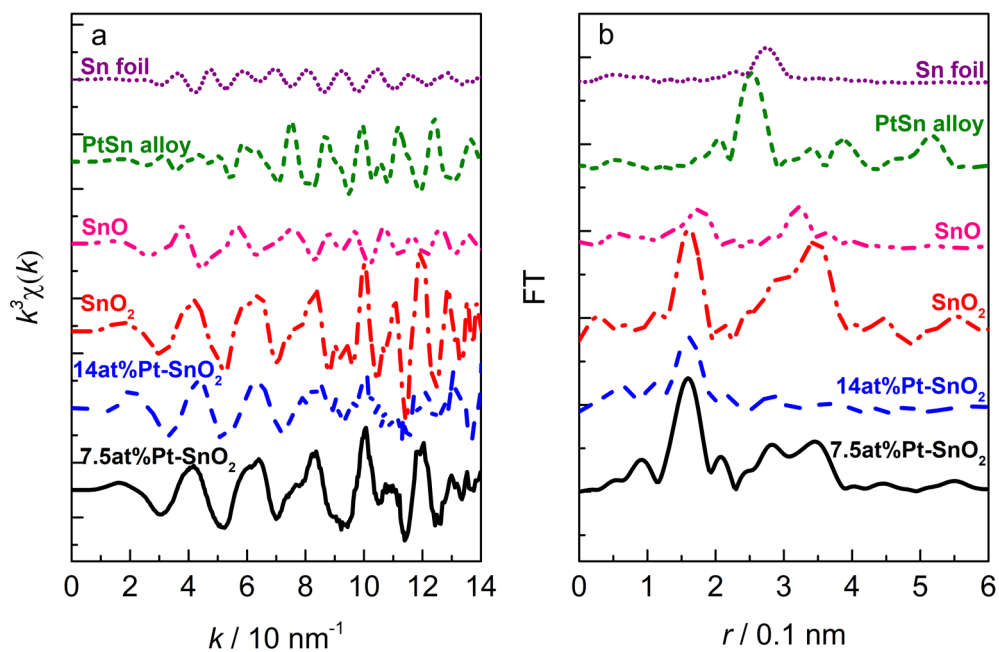 a
Sn foil
PtSn alloy
SnO
SnO₂
14at%Pt-SnO₂
7.5at%Pt-SnO₂
k³χ(k)
0 2 4 6 8 10 12 14
k / 10 nm⁻¹
b
Sn foil
PtSn alloy
SnO
SnO₂
14at%Pt-SnO₂
7.5at%Pt-SnO₂
FT
0 1 2 3 4 5 6
r / 0.1 nm